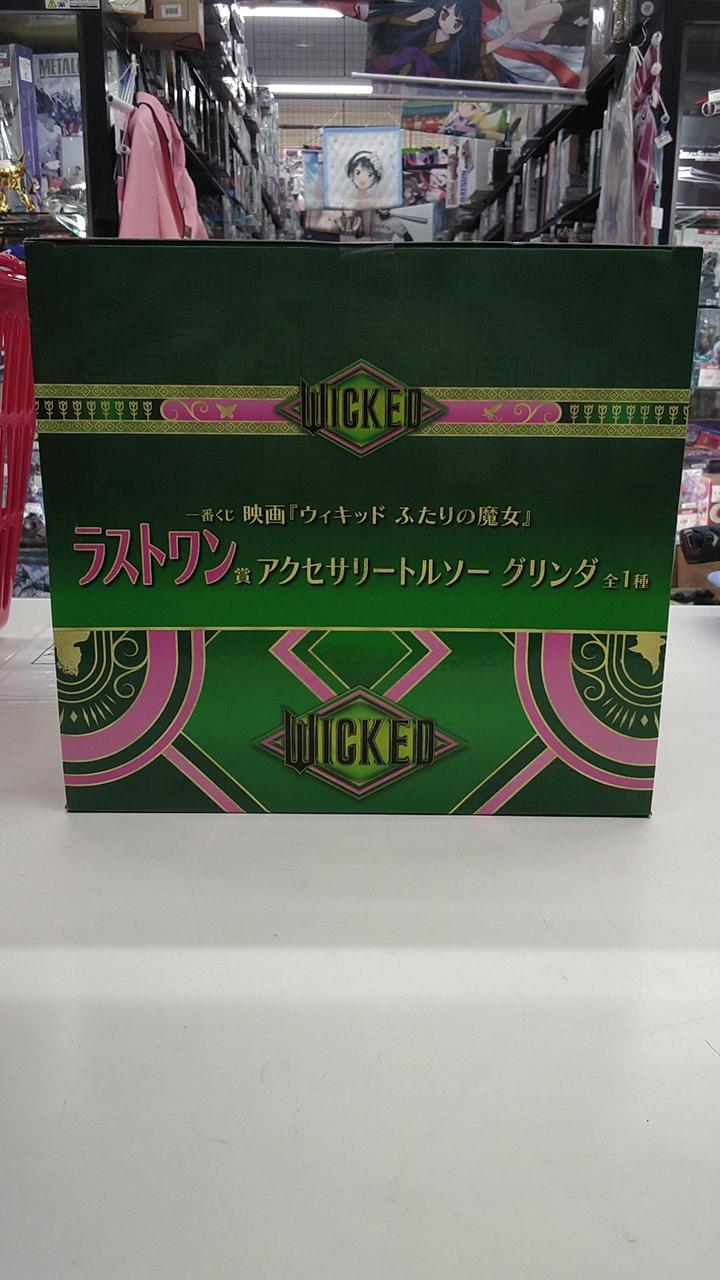 METAL
WICKED
一番くじ 映画『ウィキッド ふたりの魔女』
ラストワン賞 アクセサリートルソー グリンダ 全1種
WICKED